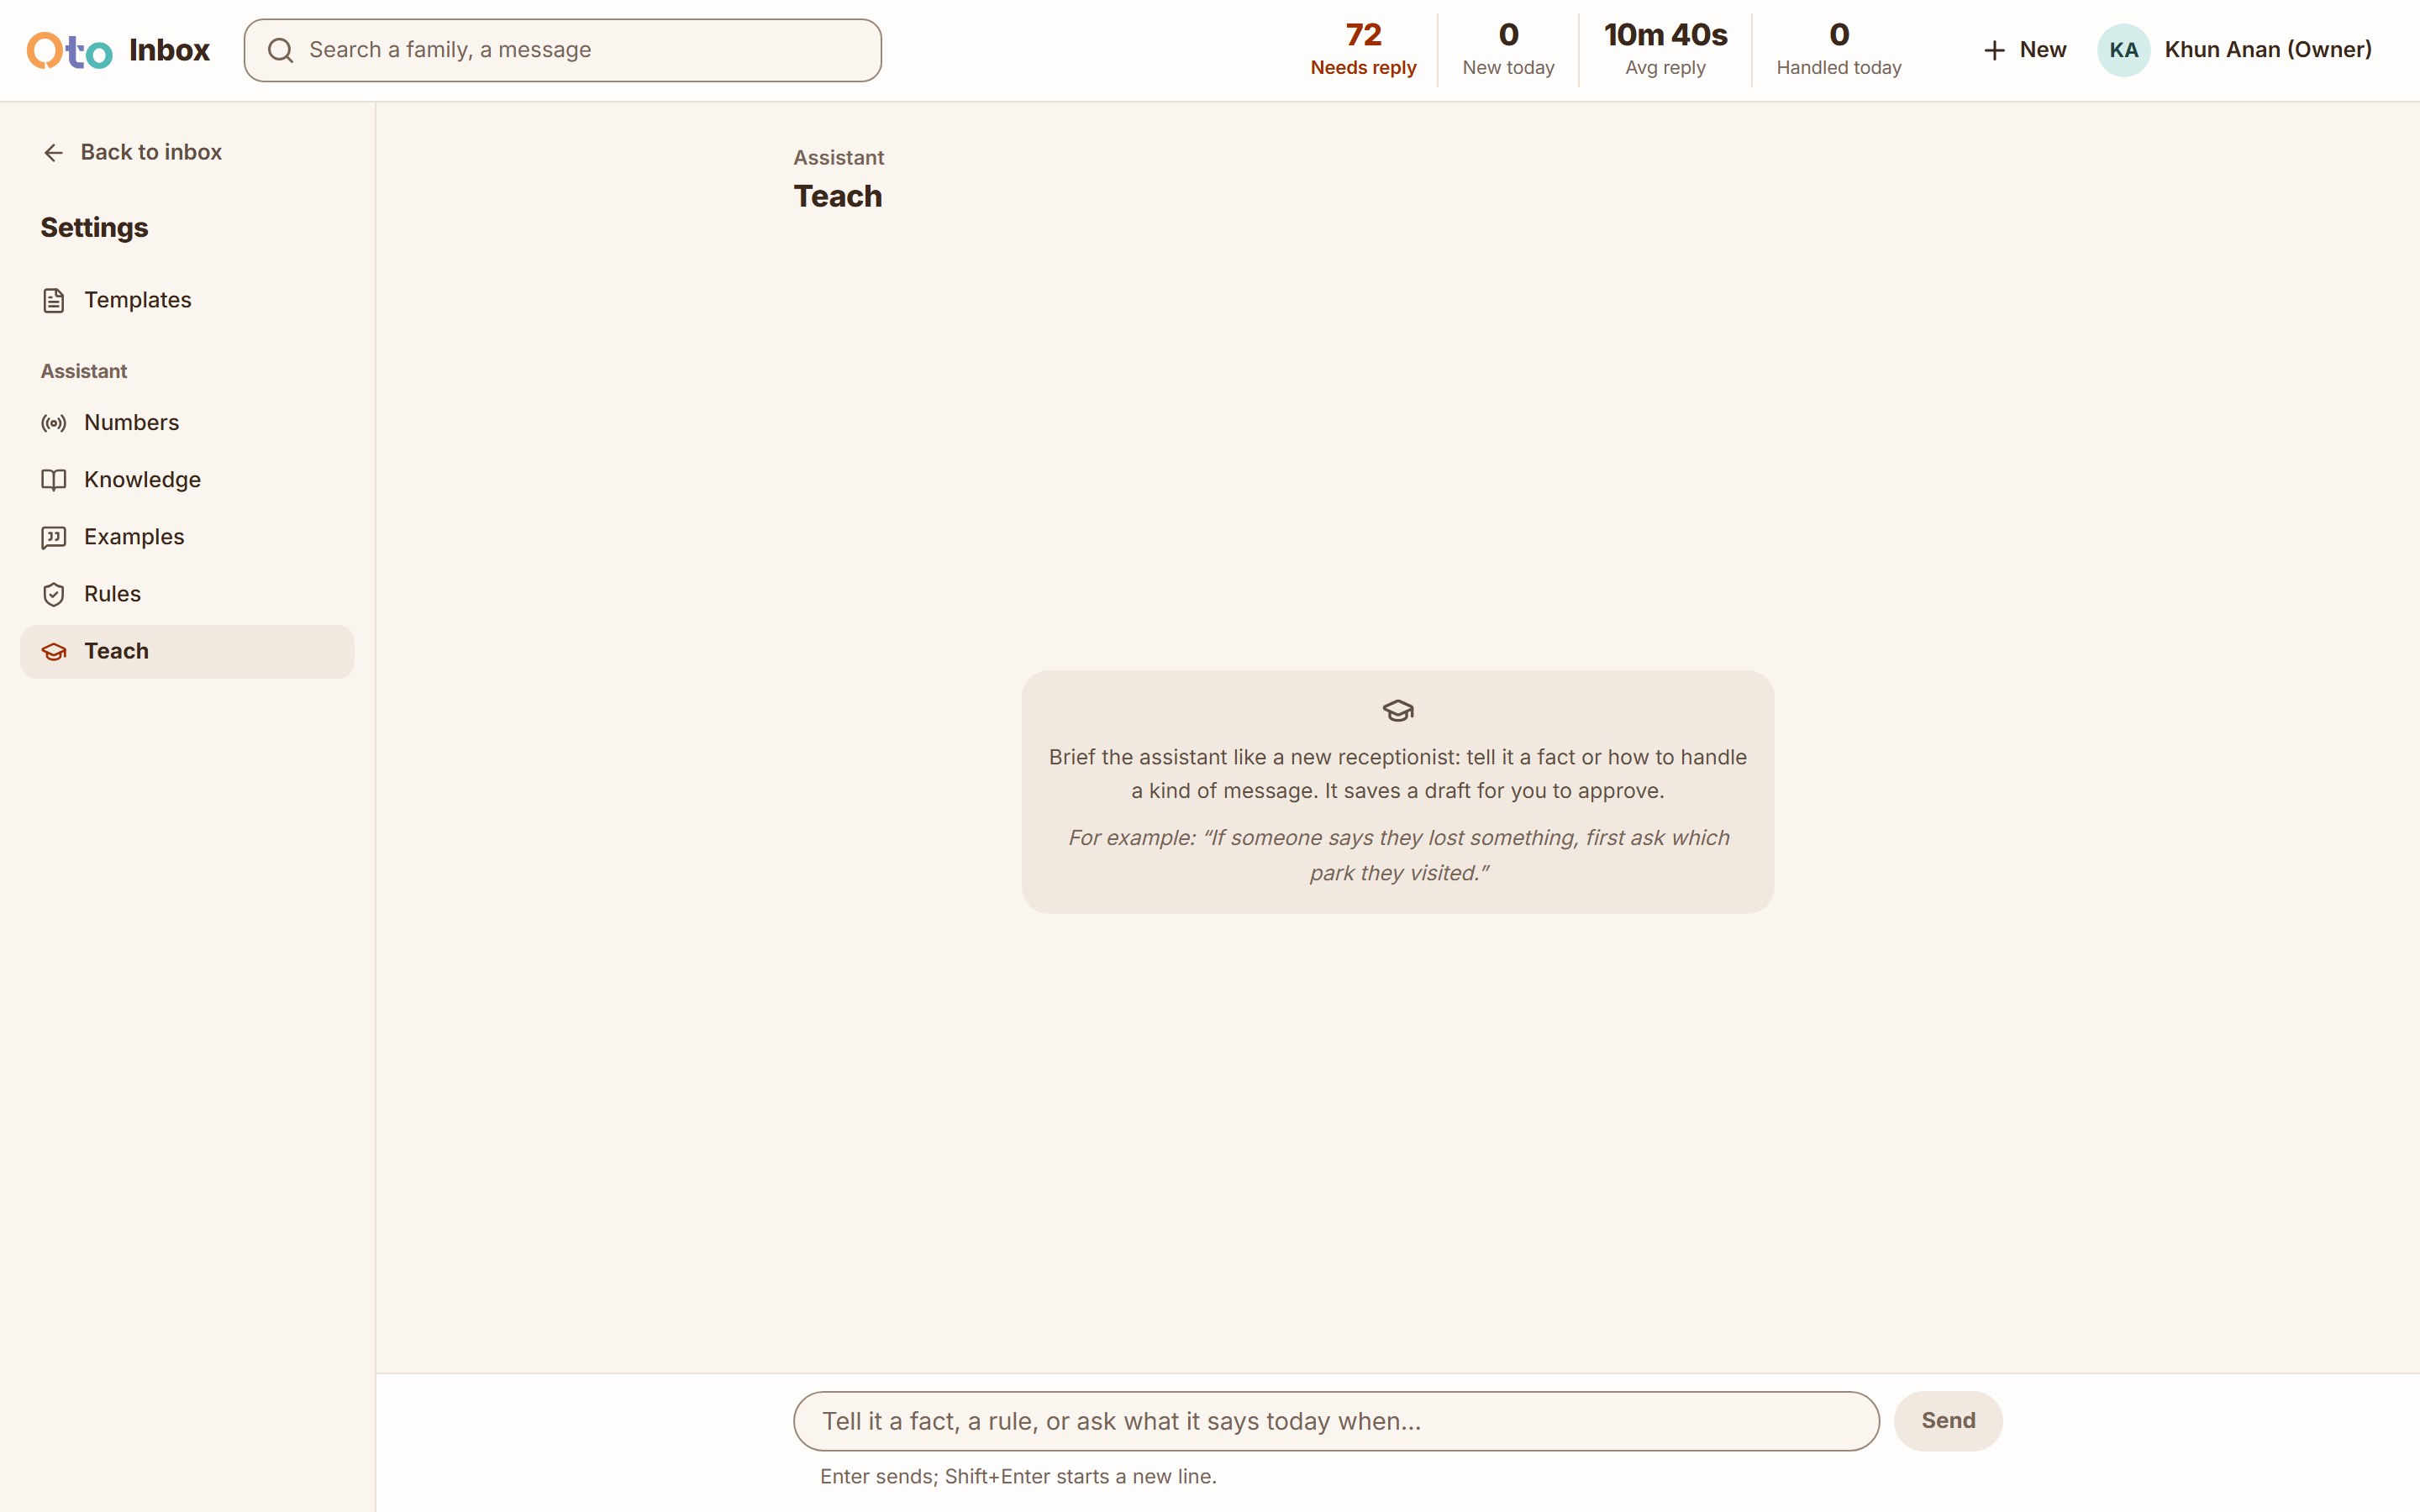 Oto Inbox
Search a family, a message
72
Needs reply
0
New today
10m 40s
Avg reply
0
Handled today
New
KA
Khun Anan (Owner)
Back to inbox
Settings
Templates
Assistant
Numbers
Knowledge
Examples
Rules
Teach
Assistant
Teach
Brief the assistant like a new receptionist: tell it a fact or how to handle
a kind of message. It saves a draft for you to approve.
For example: “If someone says they lost something, first ask which
park they visited.”
Tell it a fact, a rule, or ask what it says today when...
Send
Enter sends; Shift+Enter starts a new line.